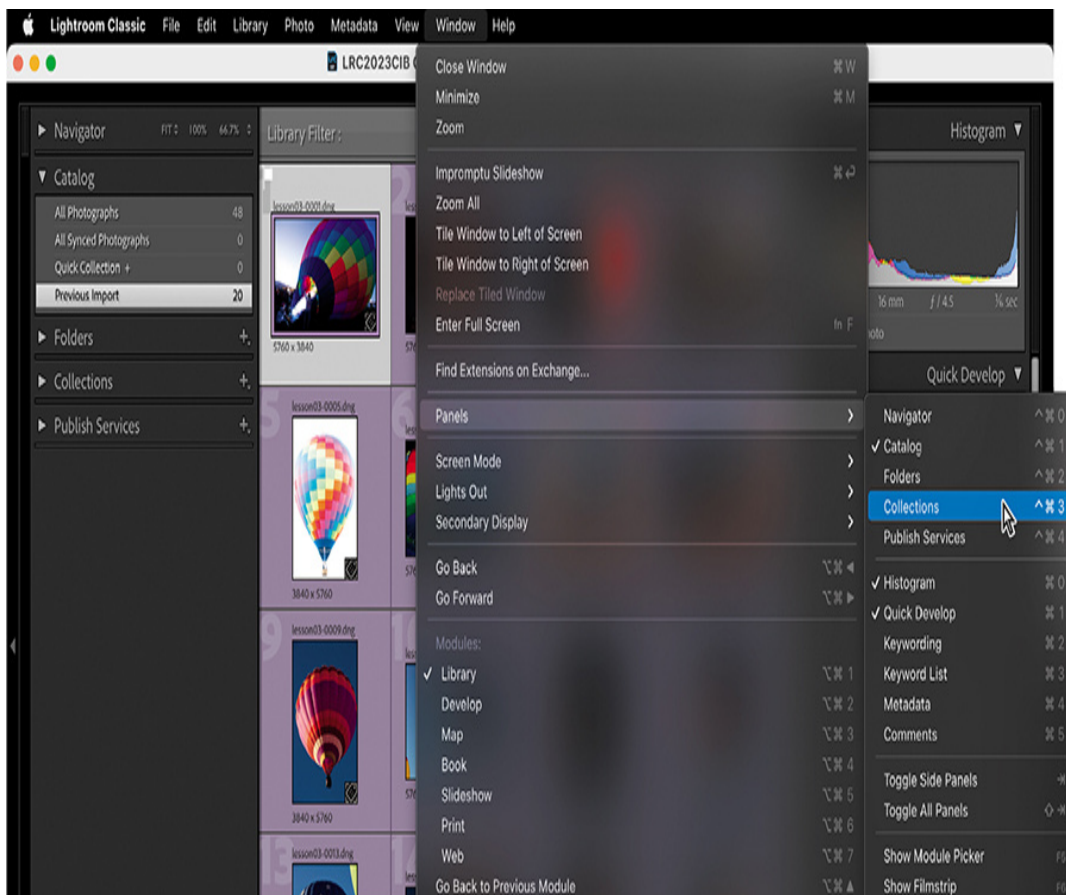 Lightroom Classic File Edit Library Photo Metadata View Window Help
LRC2023CIB
Navigator FIT 100% 66.7%
Catalog
All Photographs 48
All Synced Photographs 0
Quick Collection + 0
Previous Import 20
Folders +
Collections +
Publish Services +
Library Filter :
lesson03-0001.dng
5760 x 3840
5
lesson03-0005.dng
3840 x 5760
9
lesson03-0009.dng
3840 x 5760
13
lesson03-0013.dng
Close Window ⌘ W
Minimize ⌘ M
Zoom
Impromptu Slideshow ⌘ ↩
Zoom All
Tile Window to Left of Screen
Tile Window to Right of Screen
Replace Tiled Window
Enter Full Screen fn F
Find Extensions on Exchange...
Panels
Screen Mode
Lights Out
Secondary Display
Go Back ⌥⌘◀
Go Forward ⌥⌘▶
Modules:
✓ Library ⌥⌘ 1
Develop ⌥⌘ 2
Map ⌥⌘ 3
Book ⌥⌘ 4
Slideshow ⌥⌘ 5
Print ⌥⌘ 6
Web ⌥⌘ 7
Go Back to Previous Module ⌥⌘▲
Histogram
16 mm f / 4.5
Quick Develop
Navigator ^⌘ 0
✓ Catalog ^⌘ 1
Folders ^⌘ 2
Collections ^⌘ 3
Publish Services ^⌘ 4
✓ Histogram ⌘ 0
✓ Quick Develop ⌘ 1
Keywording ⌘ 2
Keyword List ⌘ 3
Metadata ⌘ 4
Comments ⌘ 5
Toggle Side Panels
Toggle All Panels
Show Module Picker
Show Filmstrip